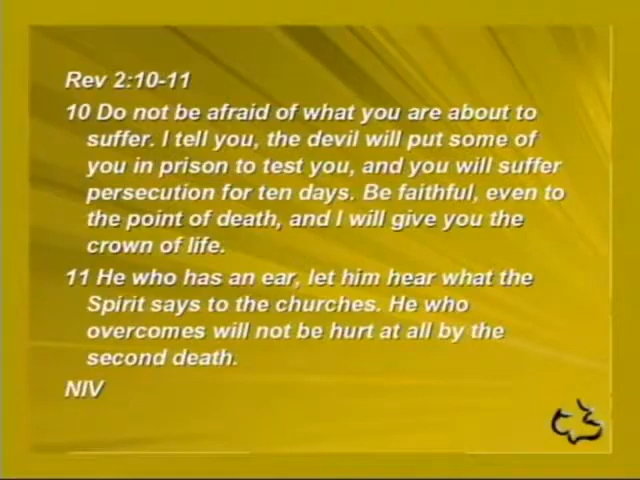 Rev 2:10-11
10 Do not be afraid of what you are about to
suffer. I tell you, the devil will put some of
you in prison to test you, and you will suffer
persecution for ten days. Be faithful, even to
the point of death, and I will give you the
crown of life.
11 He who has an ear, let him hear what the
Spirit says to the churches. He who
overcomes will not be hurt at all by the
second death.
NIV